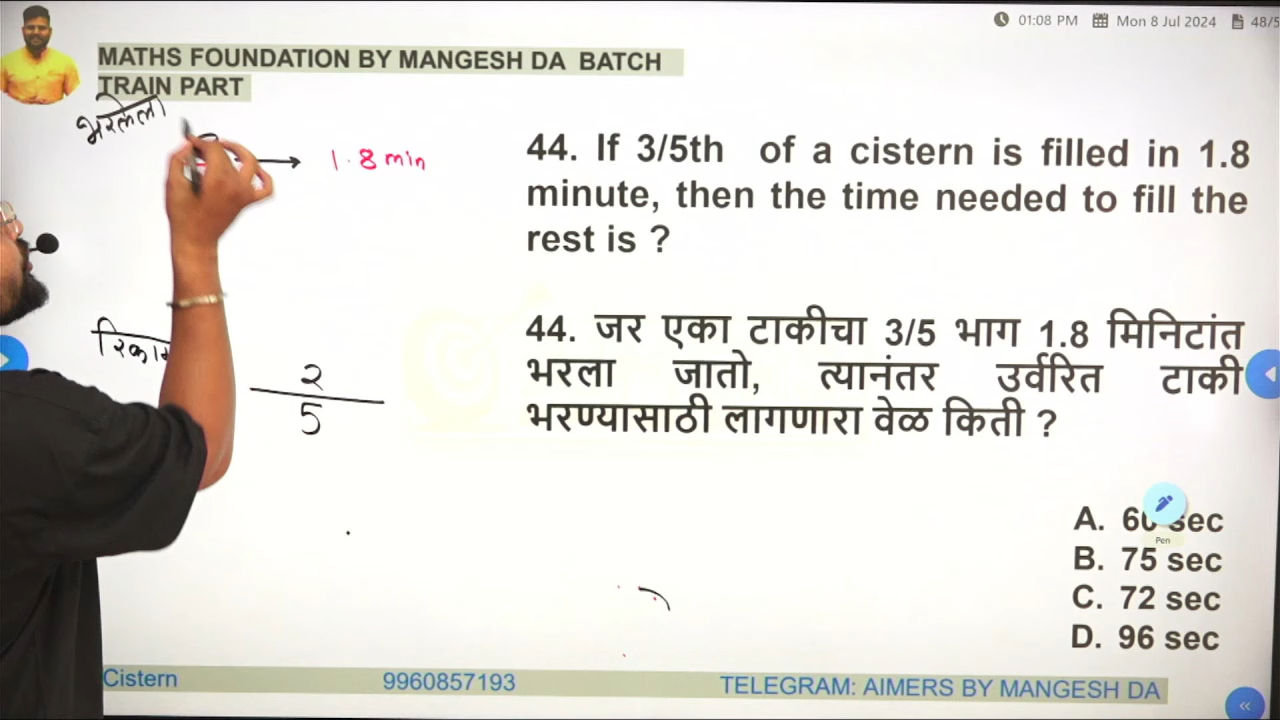 01:08 PM Mon 8 Jul 2024 48/5
MATHS FOUNDATION BY MANGESH DA BATCH
TRAIN PART
भरलेला
1.8 min
44. If 3/5th of a cistern is filled in 1.8
minute, then the time needed to fill the
rest is ?
रिका
2
5
44. जर एका टाकीचा 3/5 भाग 1.8 मिनिटांत
भरला जातो, त्यानंतर उर्वरित टाकी
भरण्यासाठी लागणारा वेळ किती ?
A. 60 sec
Pen
B. 75 sec
C. 72 sec
D. 96 sec
Cistern 9960857193 TELEGRAM: AIMERS BY MANGESH DA